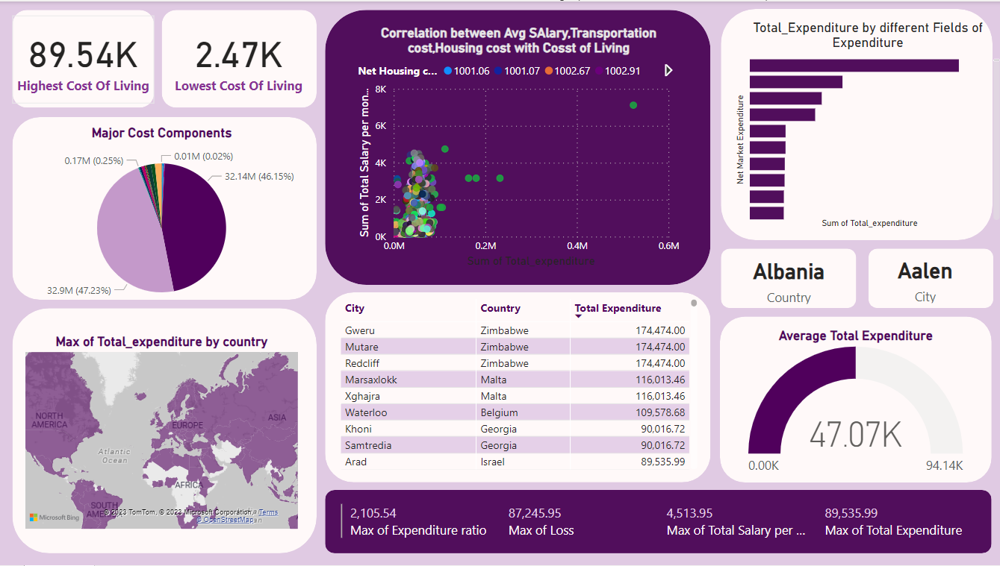 89.54K
Highest Cost Of Living
2.47K
Lowest Cost Of Living
Major Cost Components
0.17M (0.25%)
0.01M (0.02%)
32.14M (46.15%)
32.9M (47.23%)
Max of Total_expenditure by country
NORTH
AMERICA
EUROPE
ASIA
Atlantic
Ocean
AFRICA
SOUTH
AMERICA
Microsoft Bing
© 2023 TomTom, © 2023 Microsoft Corporation, Terms
© OpenStreetMap
Correlation between Avg SAlary,Transportation
cost,Housing cost with Cosst of Living
Net Housing c... 1001.06 1001.07 1002.67 1002.91
Sum of Total Salary per mon...
8K
6K
4K
2K
0K
0.0M 0.2M 0.4M 0.6M
Sum of Total_expenditure
City Country Total Expenditure
Gweru Zimbabwe 174,474.00
Mutare Zimbabwe 174,474.00
Redcliff Zimbabwe 174,474.00
Marsaxlokk Malta 116,013.46
Xghajra Malta 116,013.46
Waterloo Belgium 109,578.68
Khoni Georgia 90,016.72
Samtredia Georgia 90,016.72
Arad Israel 89,535.99
Total_Expenditure by different Fields of
Expenditure
Net Market Expenditure
Sum of Total_expenditure
Albania
Country
Aalen
City
Average Total Expenditure
47.07K
0.00K 94.14K
2,105.54
Max of Expenditure ratio
87,245.95
Max of Loss
4,513.95
Max of Total Salary per ...
89,535.99
Max of Total Expenditure